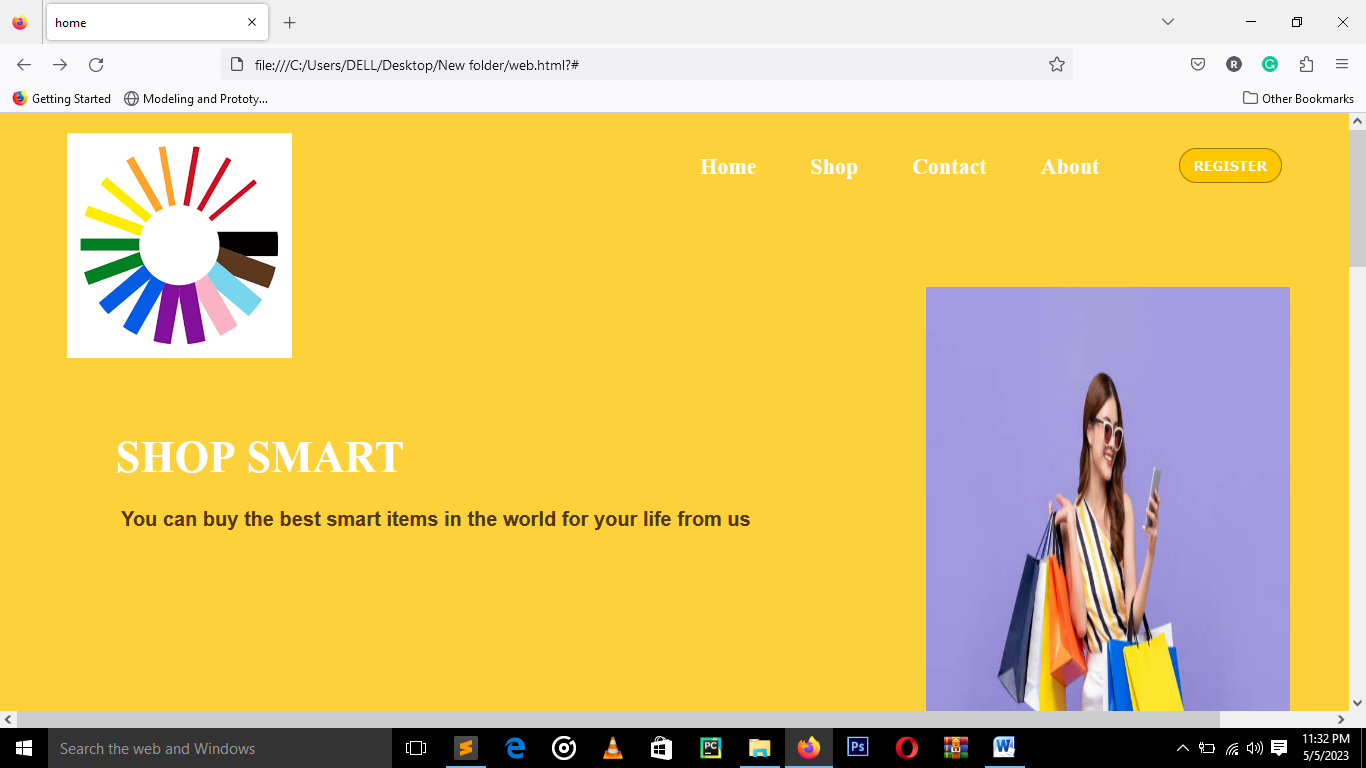 home
file:///C:/Users/DELL/Desktop/New folder/web.html?#
R
G
Getting Started
Modeling and Prototy...
Other Bookmarks
Home Shop Contact About REGISTER
SHOP SMART
You can buy the best smart items in the world for your life from us
Search the web and Windows
PC
Ps
W
11:32 PM
5/5/2023